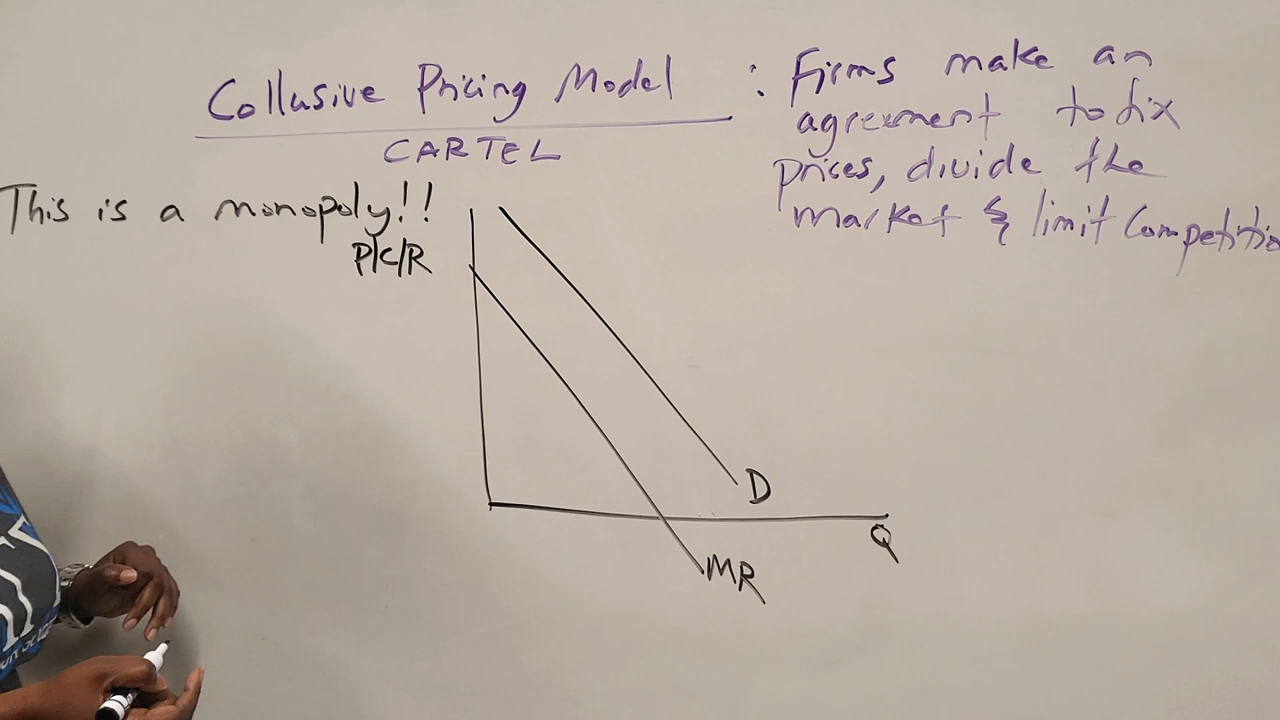 Collusive Pricing Model : Firms make an
agreement to fix
CARTEL
prices, divide the
This is a monopoly!!
market & limit Competitio
P/C/R
D
Q
MR